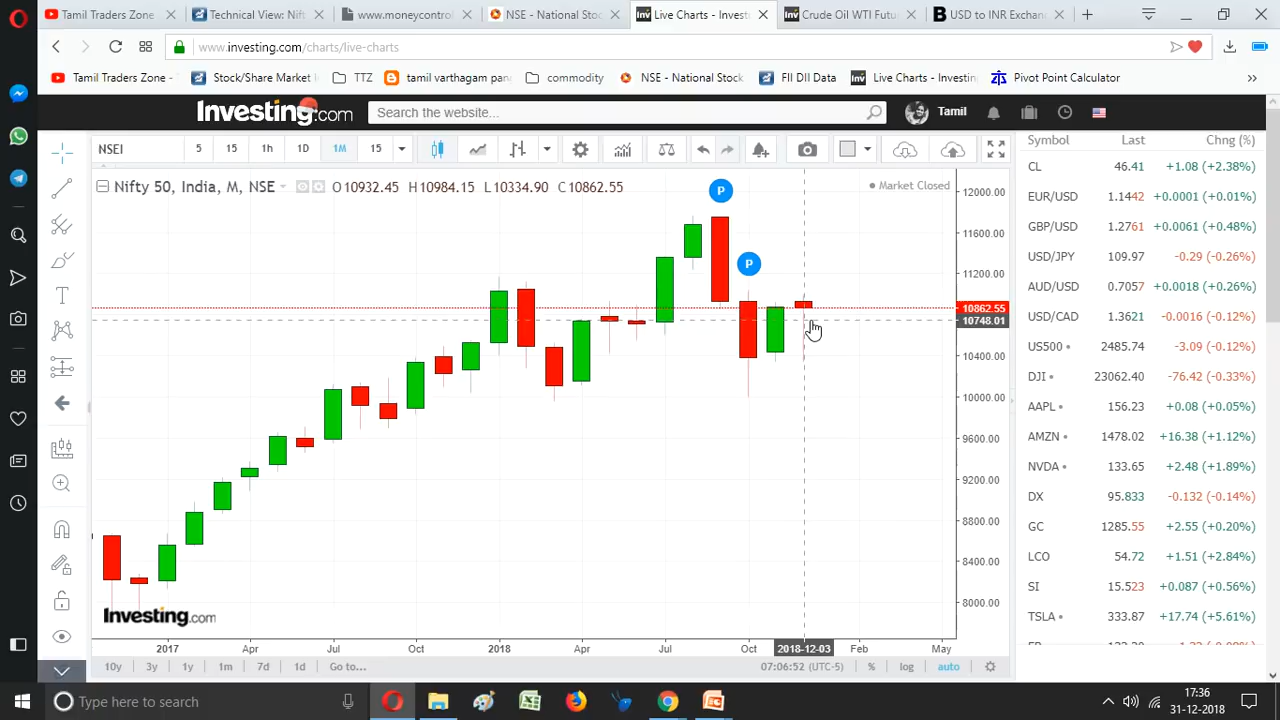 Tamil Traders Zone
Technical View: Nift
www.moneycontrol
NSE - National Stoc
Live Charts - Investi
Crude Oil WTI Futu
USD to INR Exchan
www.investing.com/charts/live-charts
Tamil Traders Zone -
Stock/Share Market
TTZ
tamil varthagam pan
commodity
NSE - National Stock
FII DII Data
Live Charts - Investin
Pivot Point Calculator
Investing.com
Search the website...
Tamil
NSEI
5
15
1h
1D
1M
15
Symbol Last Chng (%)
Nifty 50, India, M, NSE O10932.45 H10984.15 L10334.90 C10862.55
Market Closed
P
P
12000.00
11600.00
11200.00
10862.55
10748.01
10400.00
10000.00
9600.00
9200.00
8800.00
8400.00
8000.00
CL 46.41 +1.08 (+2.38%)
EUR/USD 1.1442 +0.0001 (+0.01%)
GBP/USD 1.2761 +0.0061 (+0.48%)
USD/JPY 109.97 -0.29 (-0.26%)
AUD/USD 0.7057 +0.0018 (+0.26%)
USD/CAD 1.3621 -0.0016 (-0.12%)
US500 2485.74 -3.09 (-0.12%)
DJI 23062.40 -76.42 (-0.33%)
AAPL 156.23 +0.08 (+0.05%)
AMZN 1478.02 +16.38 (+1.12%)
NVDA 133.65 +2.48 (+1.89%)
DX 95.833 -0.132 (-0.14%)
GC 1285.55 +2.55 (+0.20%)
LCO 54.72 +1.51 (+2.84%)
SI 15.523 +0.087 (+0.56%)
TSLA 333.87 +17.74 (+5.61%)
Investing.com
2017 Apr Jul Oct 2018 Apr Jul Oct 2018-12-03 Feb May
10y 3y 1y 1m 7d 1d Go to... 07:06:52 (UTC-5) % log auto
Type here to search
17:36
31-12-2018